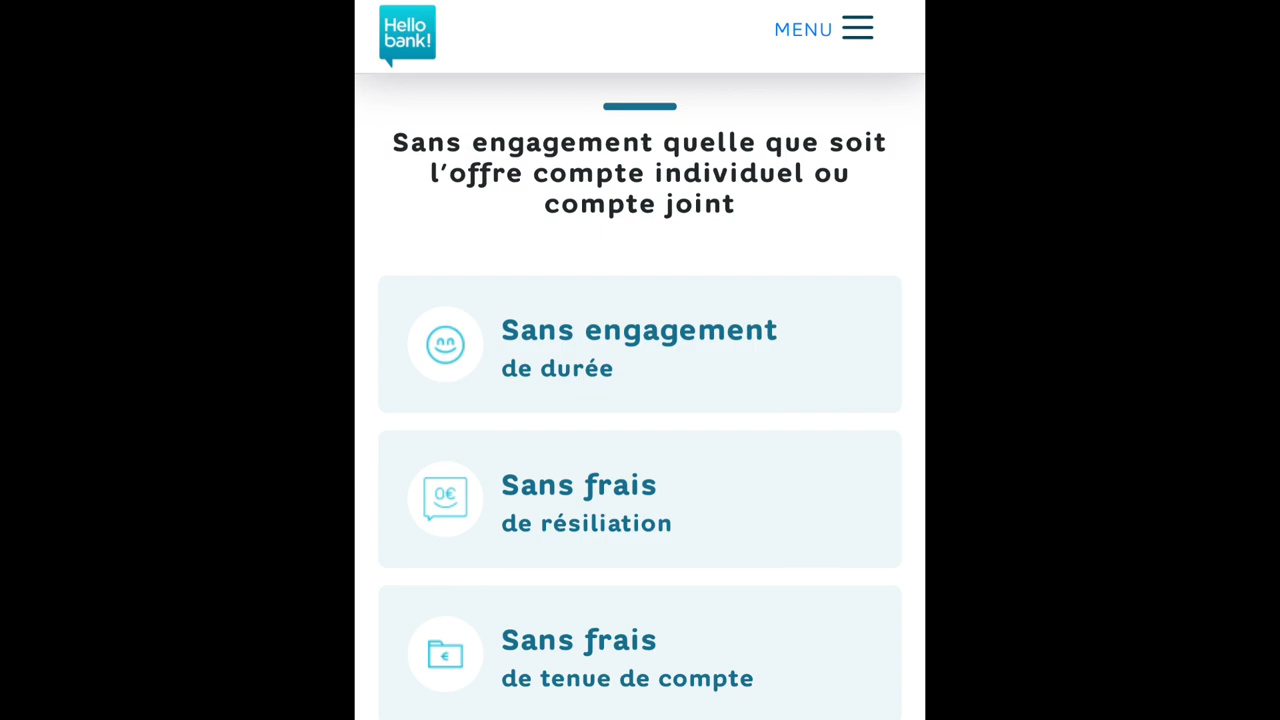 Hello
bank!
MENU
Sans engagement quelle que soit
l’offre compte individuel ou
compte joint
Sans engagement
de durée
0€
Sans frais
de résiliation
€
Sans frais
de tenue de compte